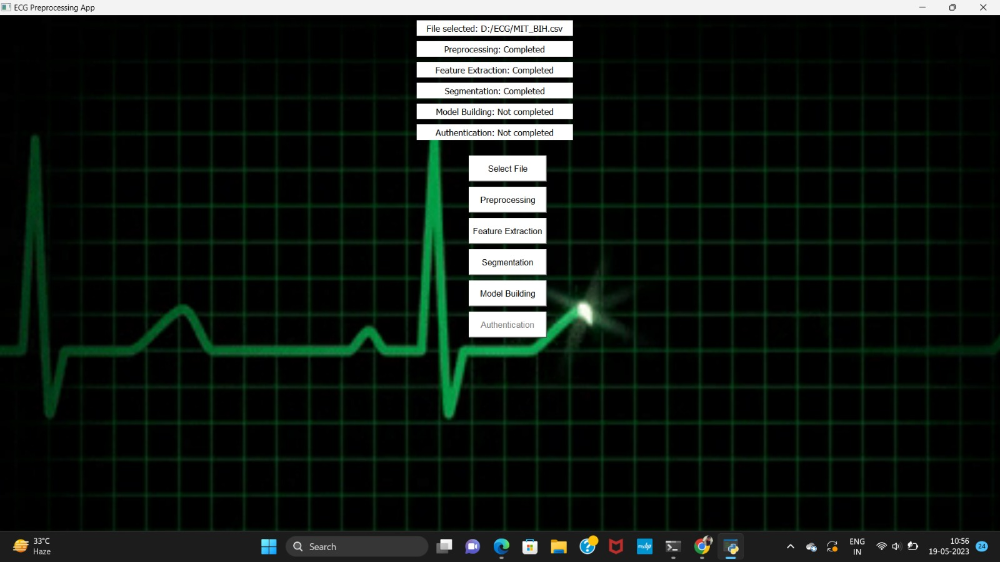 ECG Preprocessing App
File selected: D:/ECG/MIT_BIH.csv
Preprocessing: Completed
Feature Extraction: Completed
Segmentation: Completed
Model Building: Not completed
Authentication: Not completed
Select File
Preprocessing
Feature Extraction
Segmentation
Model Building
Authentication
33°C
Haze
Search
myhp
ENG
IN
10:56
19-05-2023
24